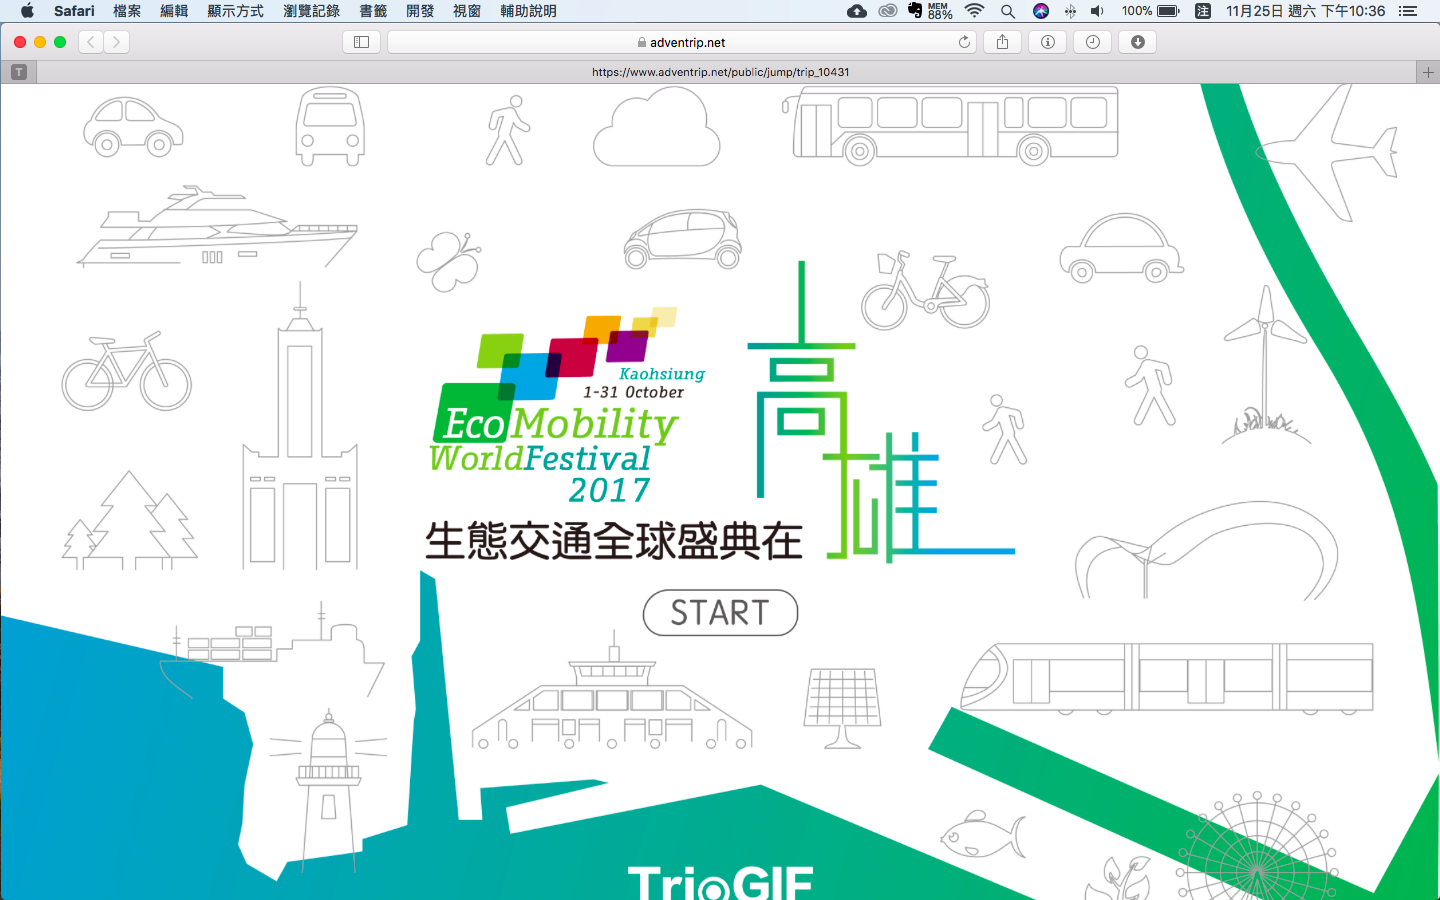 Safari 檔案 編輯 顯示方式 瀏覽記錄 書籤 開發 視窗 輔助說明 MEM 88% 100% 注 11月25日 週六 下午10:36
adventrip.net
T https://www.adventrip.net/public/jump/trip_10431
Kaohsiung
1-31 October
EcoMobility
WorldFestival
2017
生態交通全球盛典在
高雄
START
TrioGIF